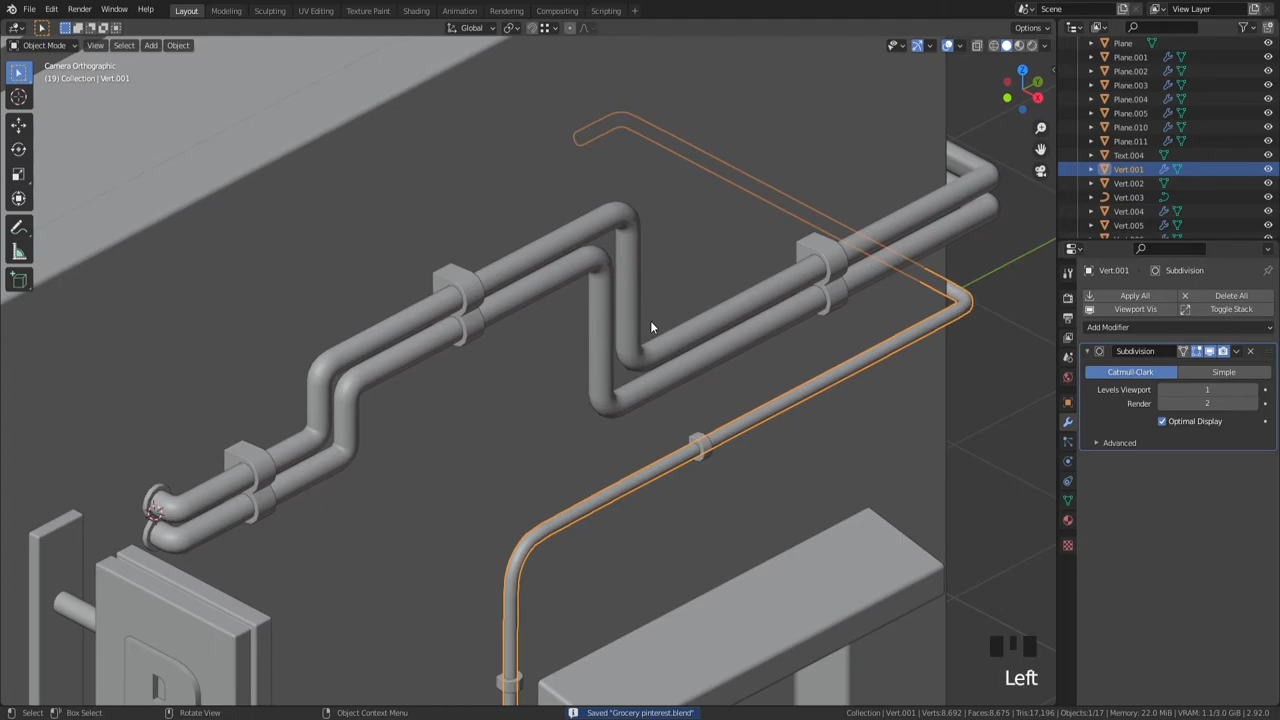 File Edit Render Window Help Layout Modeling Sculpting UV Editing Texture Paint Shading Animation Rendering Compositing Scripting + Scene View Layer
Global Options
Object Mode View Select Add Object
Camera Orthographic
(19) Collection | Vert.001
Z
Y
X
Plane
Plane.001
Plane.002
Plane.003
Plane.004
Plane.005
Plane.010
Plane.011
Text.004
Vert.001
Vert.002
Vert.003
Vert.004
Vert.005
Vert.001 Subdivision
Apply All Delete All
Viewport Vis Toggle Stack
Add Modifier
Subdivision
Catmull-Clark Simple
Levels Viewport 1
Render 2
Optimal Display
Advanced
Left
Select Box Select Rotate View Object Context Menu Saved "Grocery pinterest.blend" Collection | Vert.001 | Verts:8,692 | Faces:8,675 | Tris:17,196 | Objects:1/17 | Memory: 22.0 MiB | VRAM: 1.1/3.0 GiB | 2.92.0